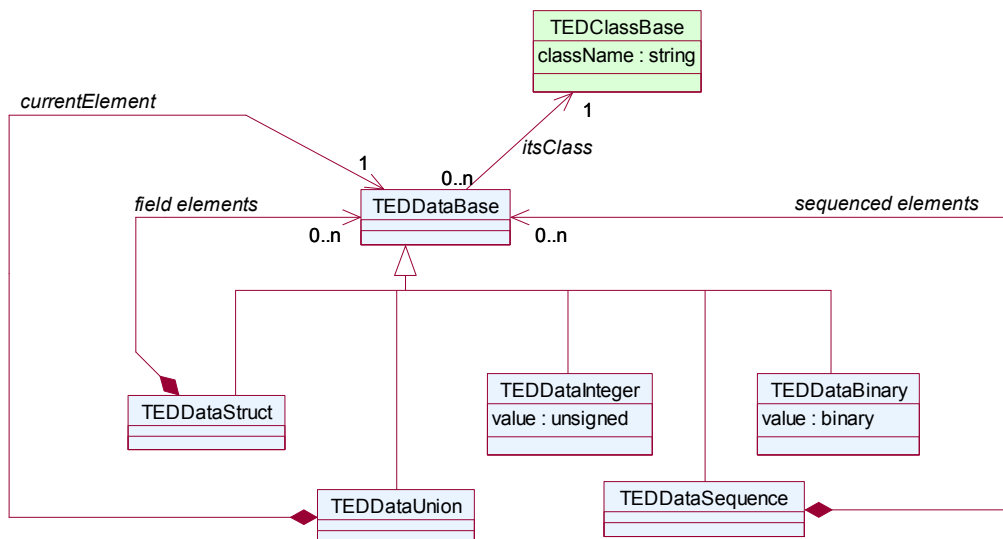 TEDClassBase
className : string
currentElement
1
itsClass
1
0..n
TEDDataBase
field elements
sequenced elements
0..n
0..n
TEDDataInteger
TEDDataBinary
value : unsigned
value : binary
TEDDataStruct
TEDDataUnion
TEDDataSequence